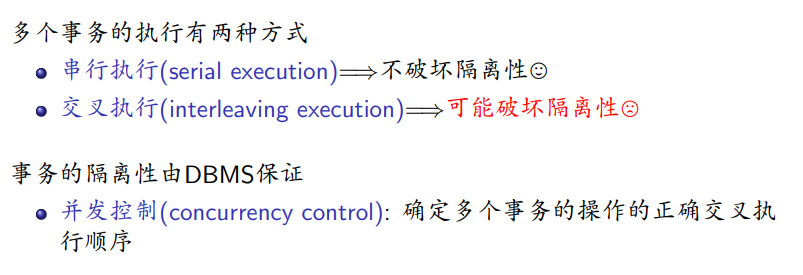 多个事务的执行有两种方式
串行执行(serial execution)⟹不破坏隔离性☺
交叉执行(interleaving execution)⟹可能破坏隔离性☹
事务的隔离性由DBMS保证
并发控制(concurrency control): 确定多个事务的操作的正确交叉执
行顺序